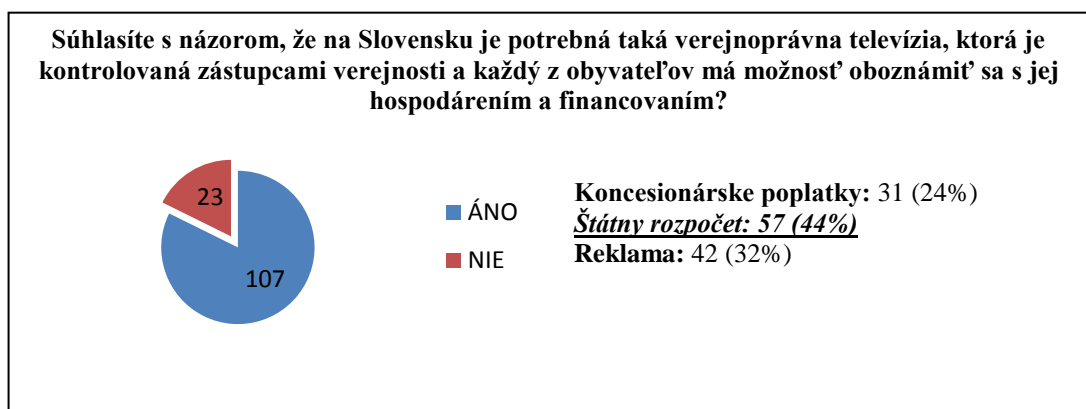 Súhlasíte s názorom, že na Slovensku je potrebná taká verejnoprávna televízia, ktorá je
kontrolovaná zástupcami verejnosti a každý z obyvateľov má možnosť oboznámiť sa s jej
hospodárením a financovaním?
23
107
ÁNO
NIE
Koncesionárske poplatky: 31 (24%)
Štátny rozpočet: 57 (44%)
Reklama: 42 (32%)